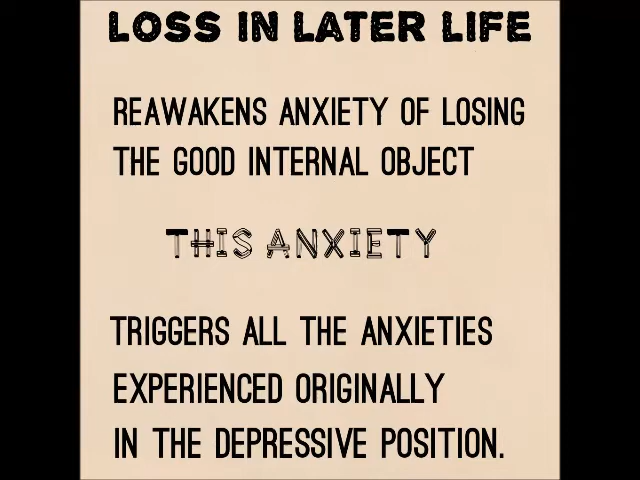 LOSS IN LATER LIFE
REAWAKENS ANXIETY OF LOSING
THE GOOD INTERNAL OBJECT
THIS ANXIETY
TRIGGERS ALL THE ANXIETIES
EXPERIENCED ORIGINALLY
IN THE DEPRESSIVE POSITION.